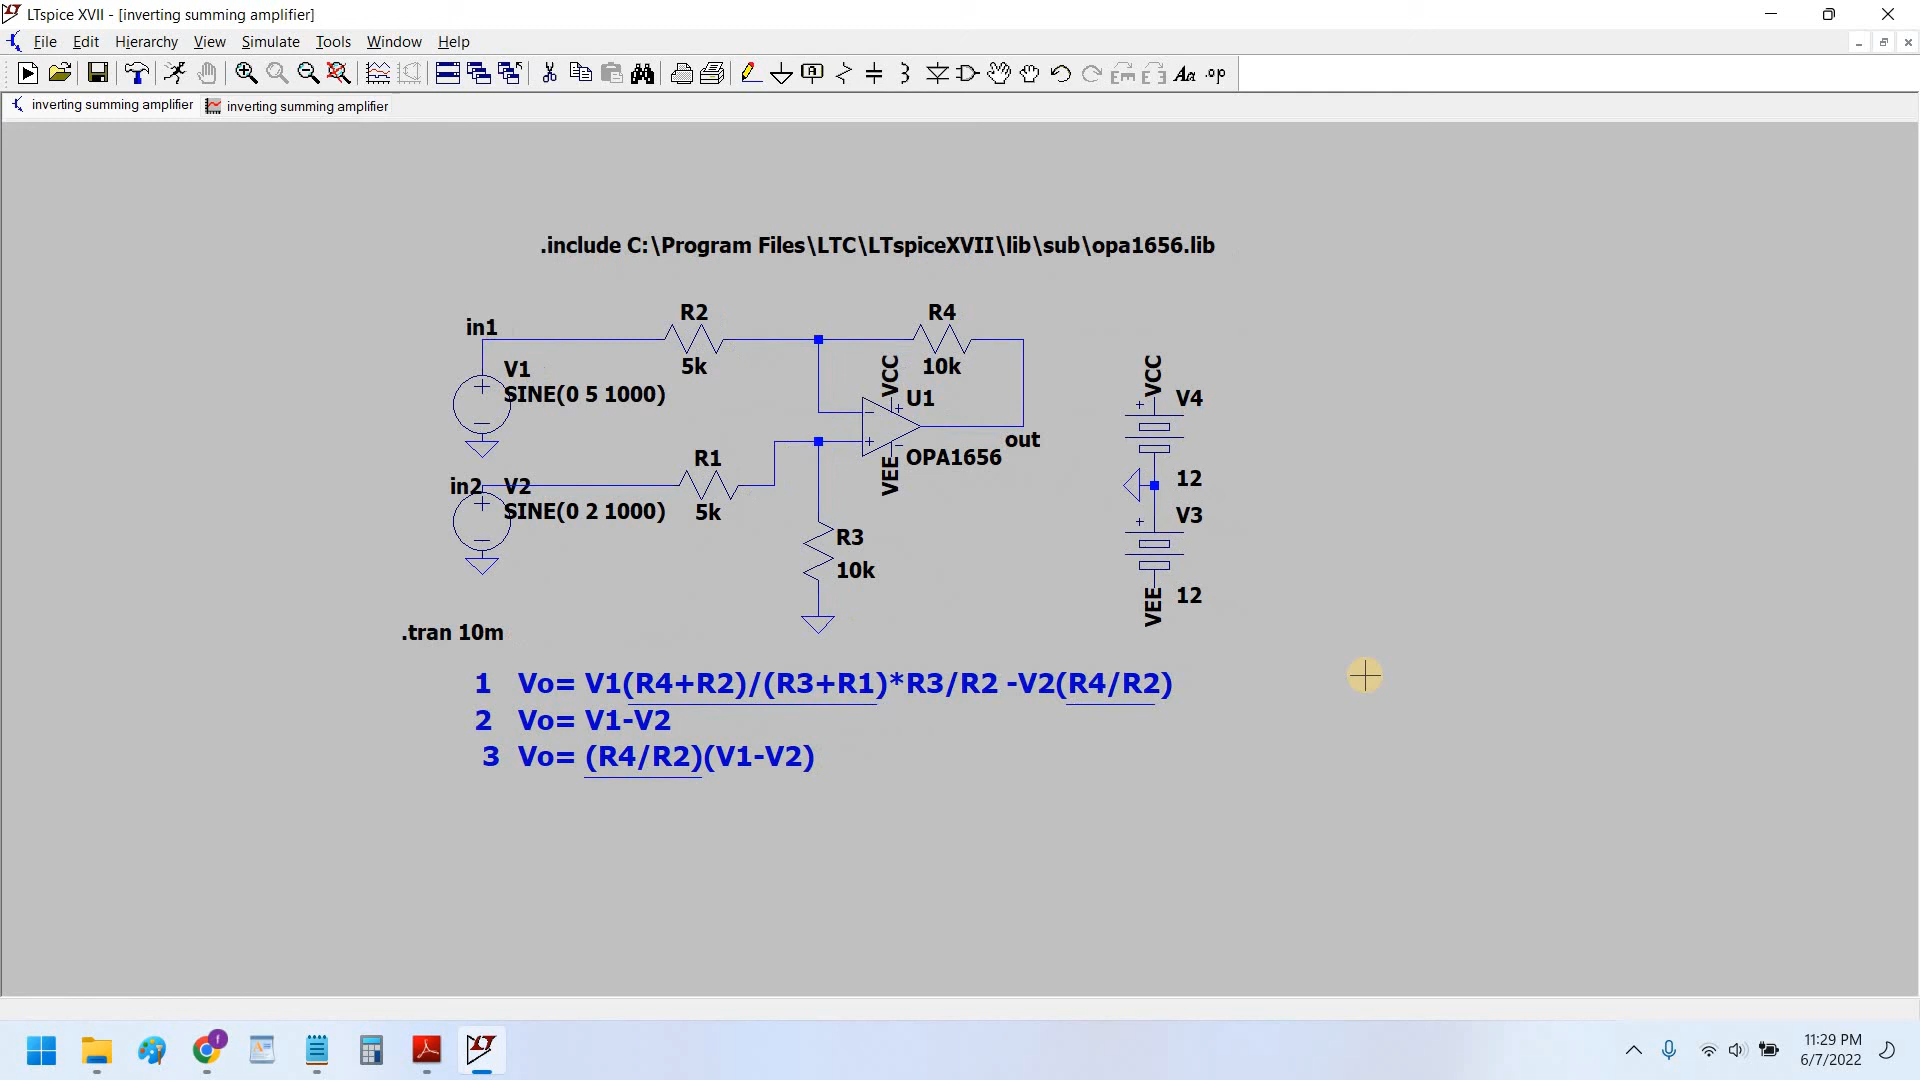 LTspice XVII - [inverting summing amplifier]
File Edit Hierarchy View Simulate Tools Window Help
Aa .op
inverting summing amplifier inverting summing amplifier
.include C:\Program Files\LTC\LTspiceXVII\lib\sub\opa1656.lib
in1
R2
5k
R4
10k
V1
SINE(0 5 1000)
VCC
U1
OPA1656
VEE
out
in2
V2
SINE(0 2 1000)
R1
5k
R3
10k
VCC
V4
12
V3
12
VEE
.tran 10m
1 Vo= V1(R4+R2)/(R3+R1)*R3/R2 -V2(R4/R2)
2 Vo= V1-V2
3 Vo= (R4/R2)(V1-V2)
f
LT
11:29 PM
6/7/2022